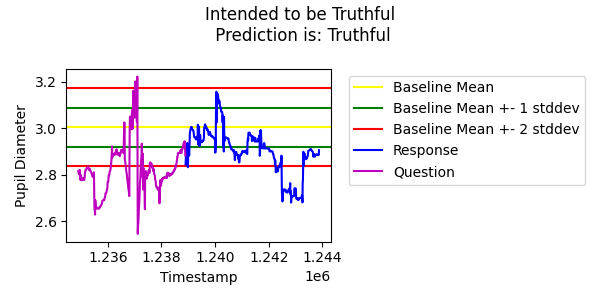 Intended to be Truthful
Prediction is: Truthful
3.2
3.0
2.8
2.6
Pupil Diameter
1.236
1.238
1.240
1.242
1.244
1e6
Timestamp
Baseline Mean
Baseline Mean +- 1 stddev
Baseline Mean +- 2 stddev
Response
Question